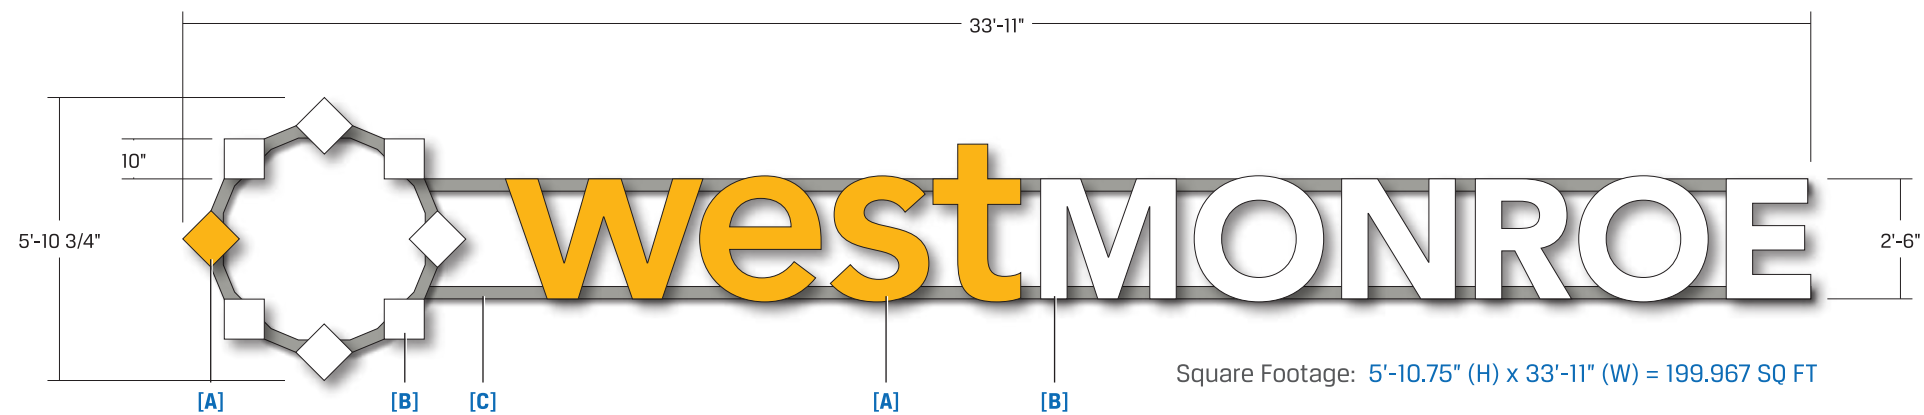 33'-11"
10"
5'-10 3/4"
westMONROE
2'-6"
Square Footage: 5'-10.75" (H) x 33'-11" (W) = 199.967 SQ FT
[A] [B] [C] [A] [B]